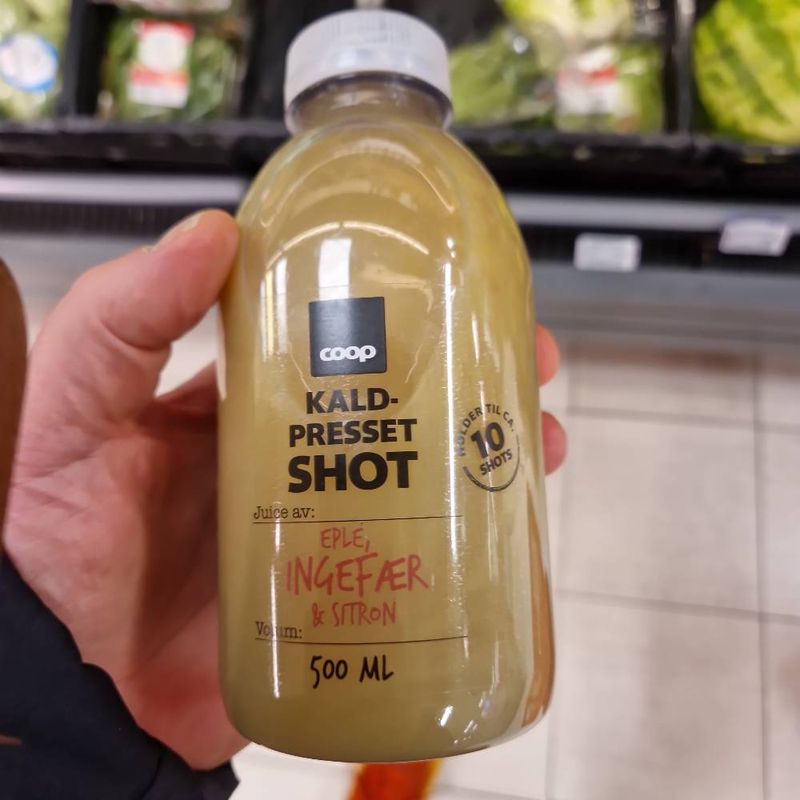 coop
KALD-
PRESSET
SHOT
HOLDER TIL CA.
10
SHOTS
Juice av:
EPLE,
INGEFÆR
& SITRON
Volum:
500 ML